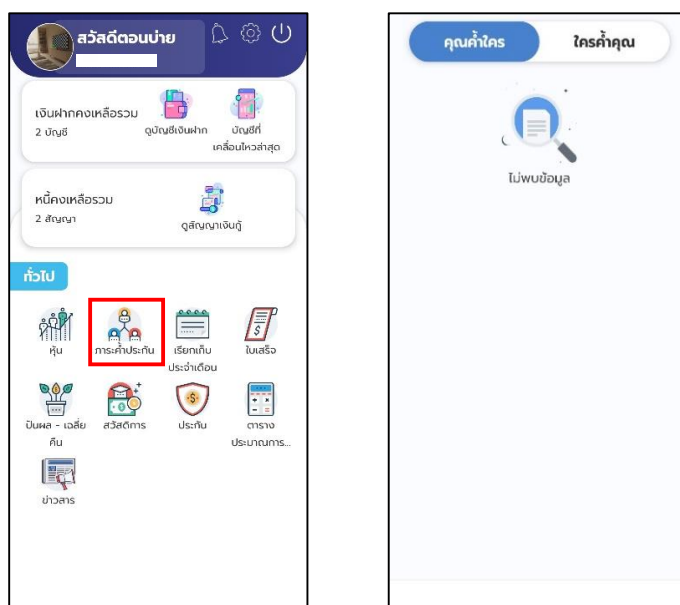 สวัสดีตอนบ่าย
เงินฝากคงเหลือรวม
2 บัญชี
ดูบัญชีเงินฝาก
บัญชีที่
เคลื่อนไหวล่าสุด
หนี้คงเหลือรวม
2 สัญญา
ดูสัญญาเงินกู้
ทั่วไป
หุ้น
ภาระค้ำประกัน
เรียกเก็บ
ประจำเดือน
ใบเสร็จ
ปันผล - เฉลี่ย
คืน
สวัสดิการ
ประกัน
ตาราง
ประมาณการ...
ข่าวสาร
คุณค้ำใคร
ใครค้ำคุณ
ไม่พบข้อมูล